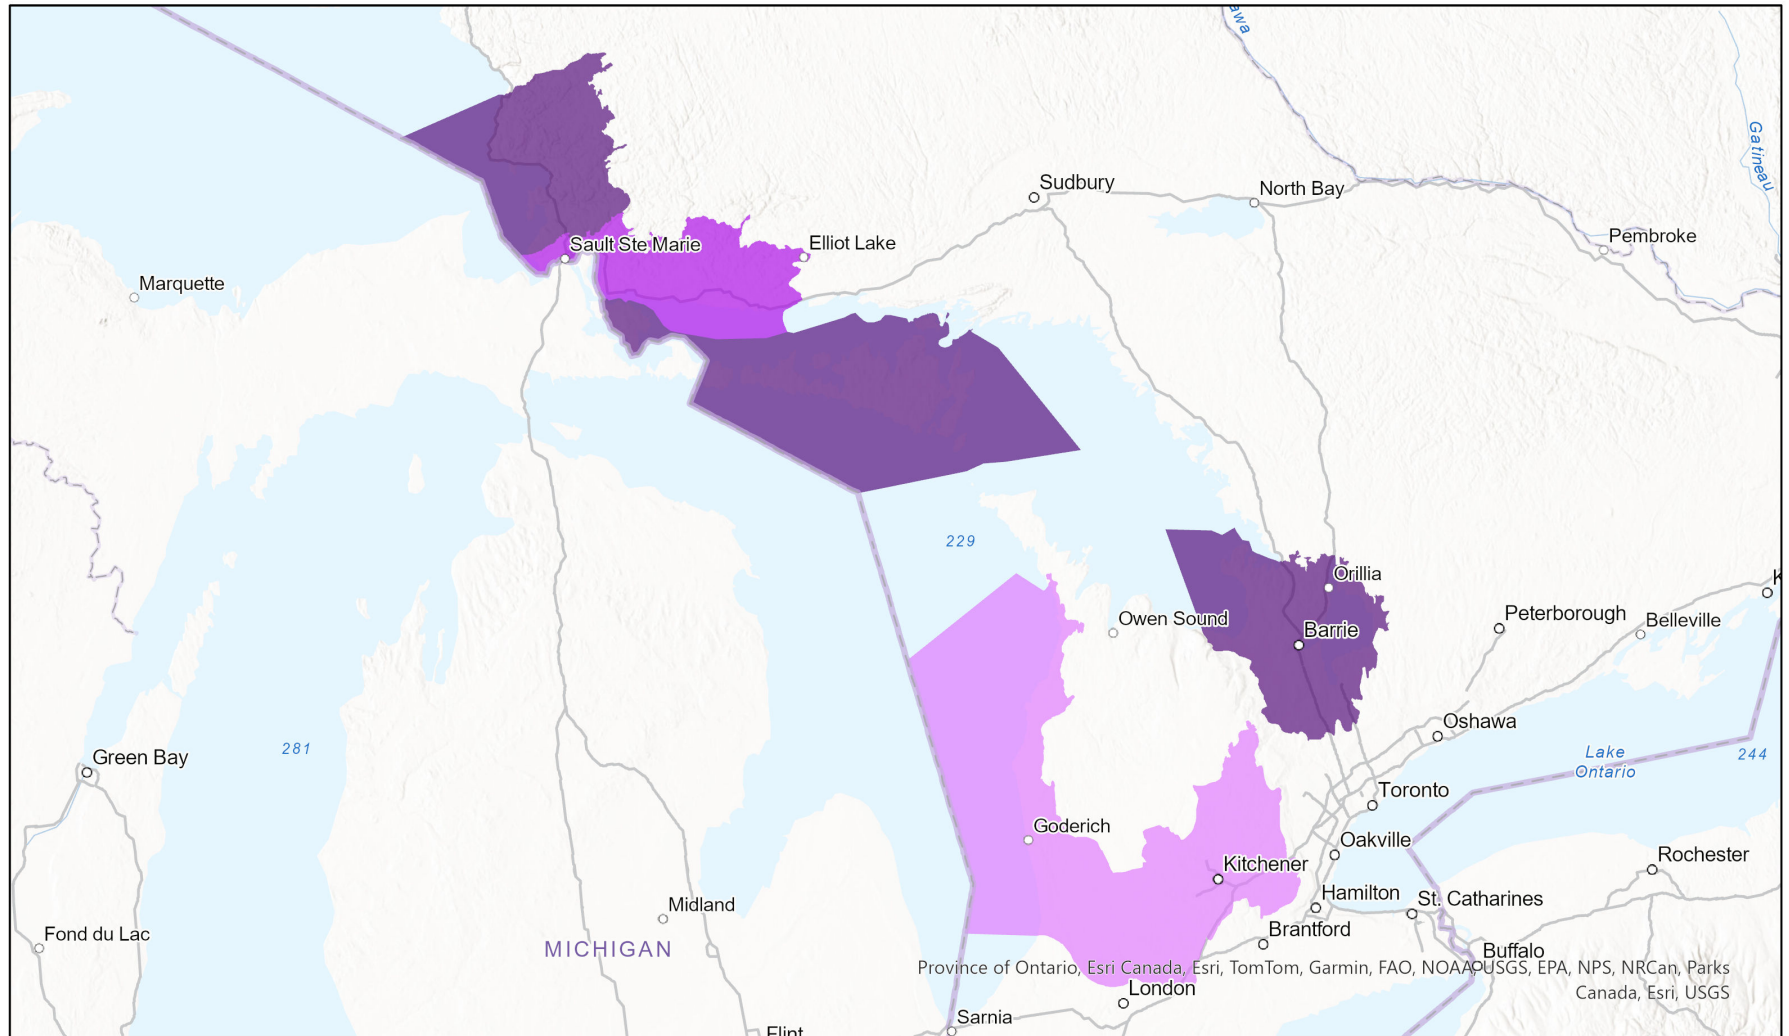 awa
Gatineau
Sudbury
North Bay
Pembroke
Sault Ste Marie
Elliot Lake
Marquette
229
Orillia
Owen Sound
Barrie
Peterborough
Belleville
K
Oshawa
281
Green Bay
Lake
Ontario
244
Toronto
Goderich
Oakville
Rochester
Kitchener
Hamilton
St. Catharines
Midland
Fond du Lac
MICHIGAN
Brantford
Buffalo
Province of Ontario, Esri Canada, Esri, TomTom, Garmin, FAO, NOAA, USGS, EPA, NPS, NRCan, Parks
Canada, Esri, USGS
London
Sarnia
Flint